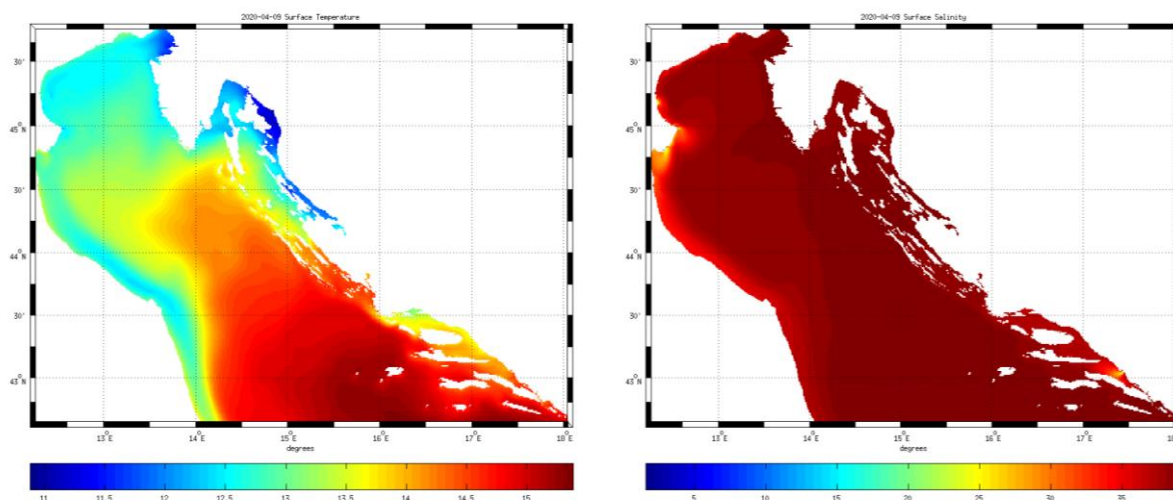 2020-04-09 Surface Temperature
30'
45°N
30'
44°N
30'
43°N
13°E 14°E 15°E 16°E 17°E 18°E
degrees
11 11.5 12 12.5 13 13.5 14 14.5 15
2020-04-09 Surface Salinity
30'
45°N
30'
44°N
30'
43°N
13°E 14°E 15°E 16°E 17°E 18
degrees
5 10 15 20 25 30 35